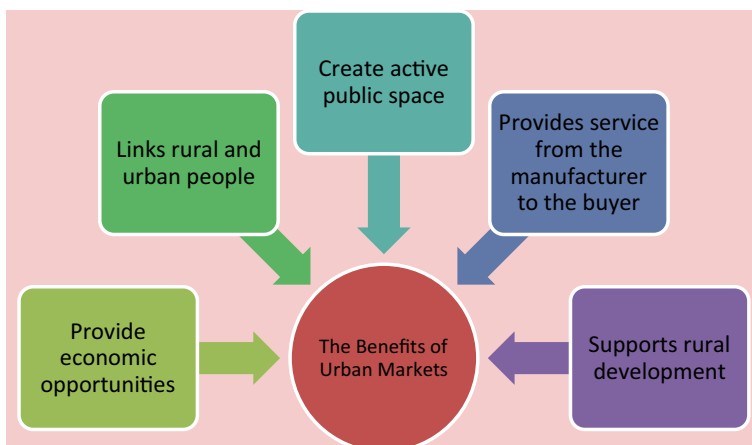 Create active
public space
Links rural and
urban people
Provides service
from the
manufacturer
to the buyer
Provide
economic
opportunities
The Benefits of
Urban Markets
Supports rural
development